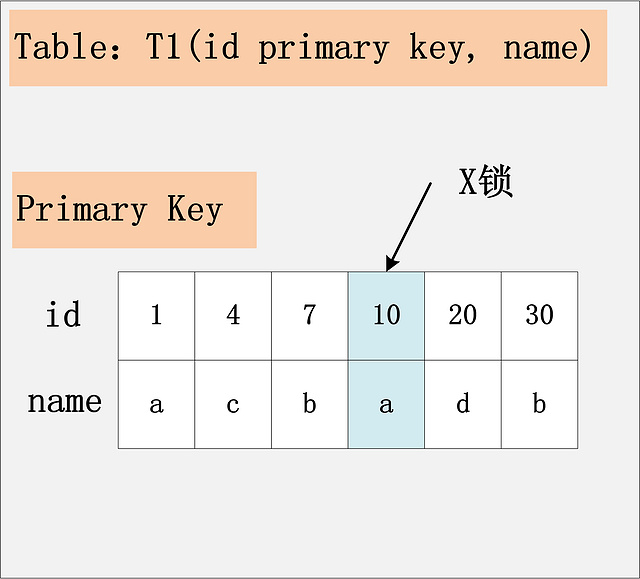 Table：T1(id primary key, name)
X锁
Primary Key
id 1 4 7 10 20 30
name a c b a d b